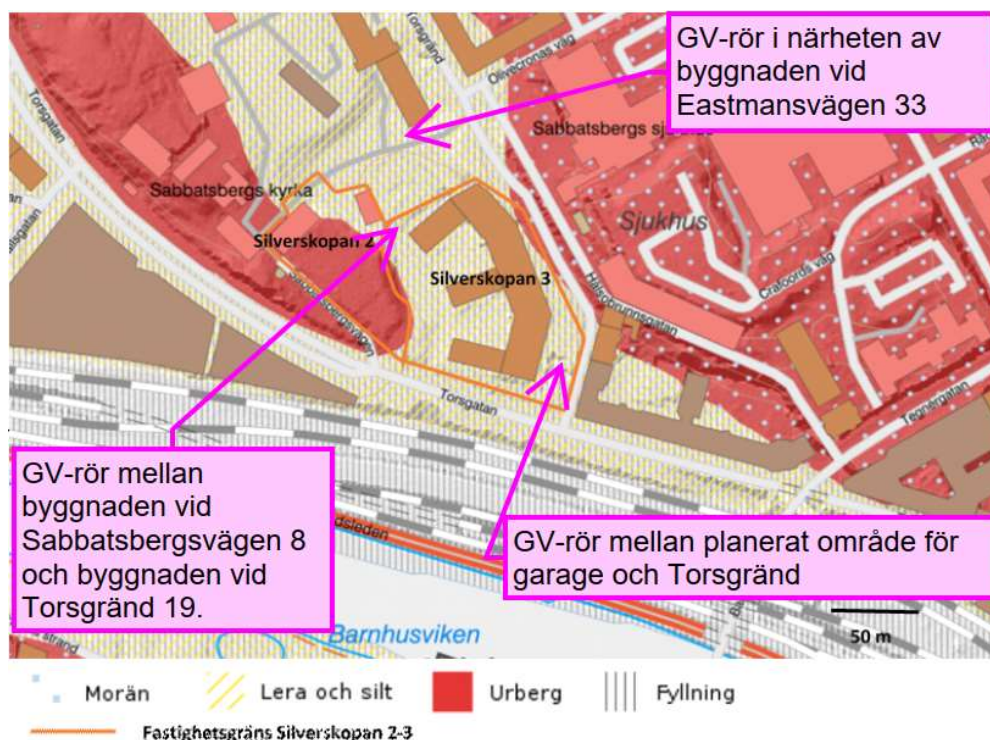 GV-rör i närheten av
byggnaden vid
Eastmansvägen 33
Torsgränd
Olivecronas väg
Torsgatan
Sabbatsbergs
Sabbatsbergs kyrka
Sjukhus
Silverskopan 2
Silverskopan 3
Hälsobrunnsgatan
Crafoords väg
Torsgatan
Tegnérgatan
GV-rör mellan
byggnaden vid
Sabbatsbergsvägen 8
och byggnaden vid
Torsgränd 19.
GV-rör mellan planerat område för
garage och Torsgränd
Barnhusviken
50 m
Morän
Lera och silt
Urberg
Fyllning
Fastighetsgräns Silverskopan 2-3